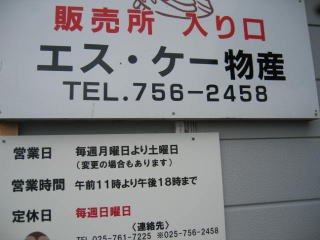 販売所 入り口
エス・ケー物産
TEL.756-2458
営業日 毎週月曜日より土曜日
(変更の場合もあります)
営業時間 午前11時より午後18時まで
定休日 毎週日曜日
〈連絡先〉
TEL025-761-7225 ※025-756-2458